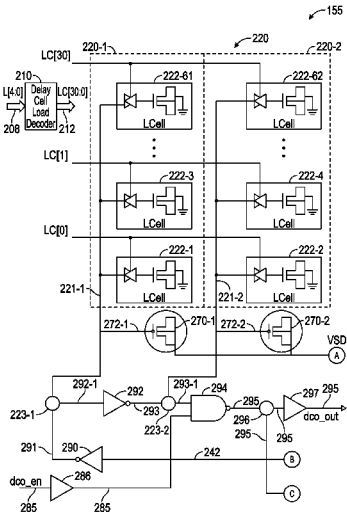 155
220-1
220
220-2
LC[30]
210
L[4:0]
Delay
Cell
Load
Decoder
LC[30:0]
208
212
222-61
LCell
222-62
LCell
LC[1]
222-3
LCell
222-4
LCell
LC[0]
222-1
LCell
222-2
LCell
221-1
221-2
272-1
270-1
272-2
270-2
VSD
A
292-1
292
293
293-1
294
295
297
295
dco_out
223-1
223-2
296
295
295
291
290
242
B
dco_en
286
285
285
C